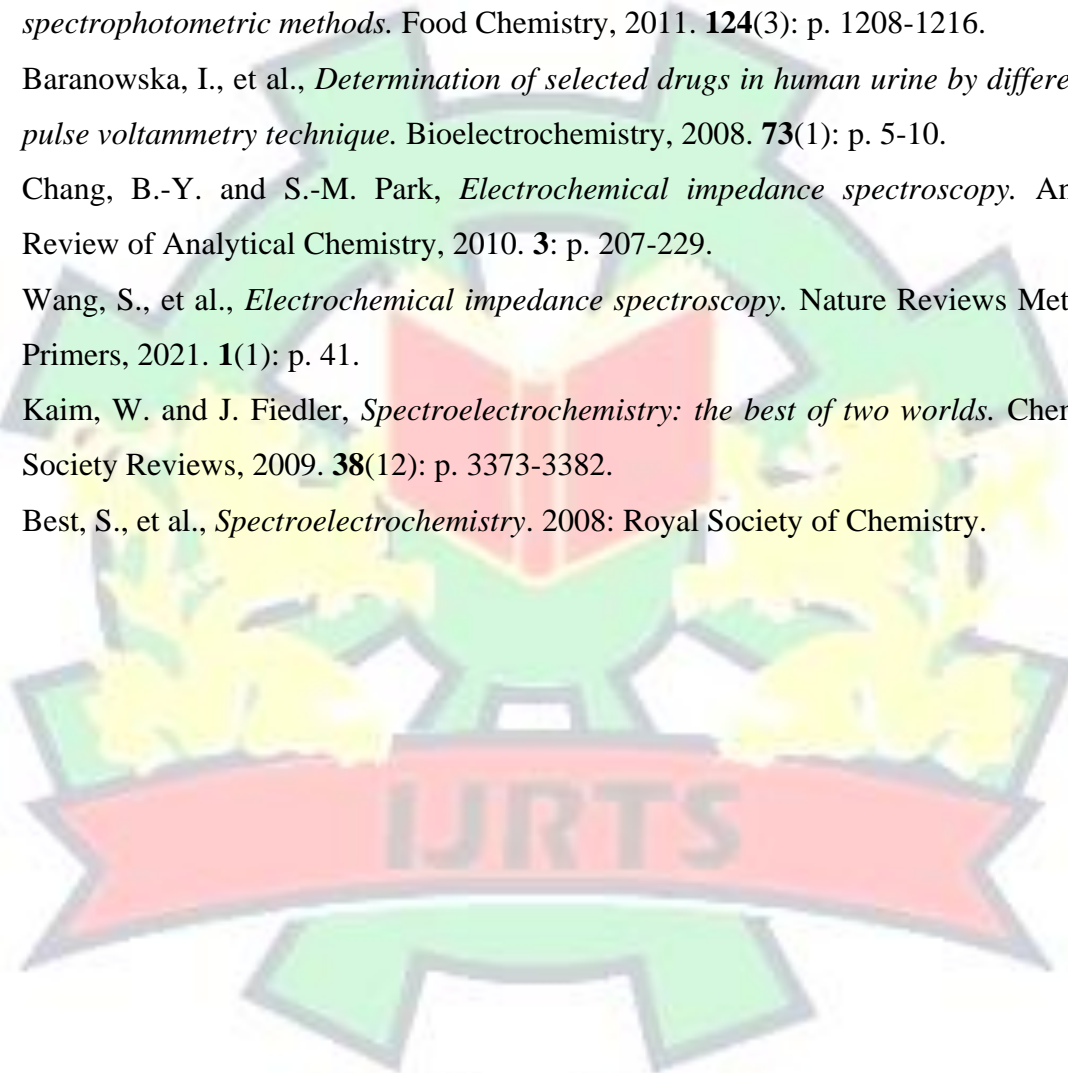 spectrophotometric methods. Food Chemistry, 2011. 124(3): p. 1208-1216.
Baranowska, I., et al., Determination of selected drugs in human urine by differe
pulse voltammetry technique. Bioelectrochemistry, 2008. 73(1): p. 5-10.
Chang, B.-Y. and S.-M. Park, Electrochemical impedance spectroscopy. An
Review of Analytical Chemistry, 2010. 3: p. 207-229.
Wang, S., et al., Electrochemical impedance spectroscopy. Nature Reviews Met
Primers, 2021. 1(1): p. 41.
Kaim, W. and J. Fiedler, Spectroelectrochemistry: the best of two worlds. Chem
Society Reviews, 2009. 38(12): p. 3373-3382.
Best, S., et al., Spectroelectrochemistry. 2008: Royal Society of Chemistry.
IJRTS